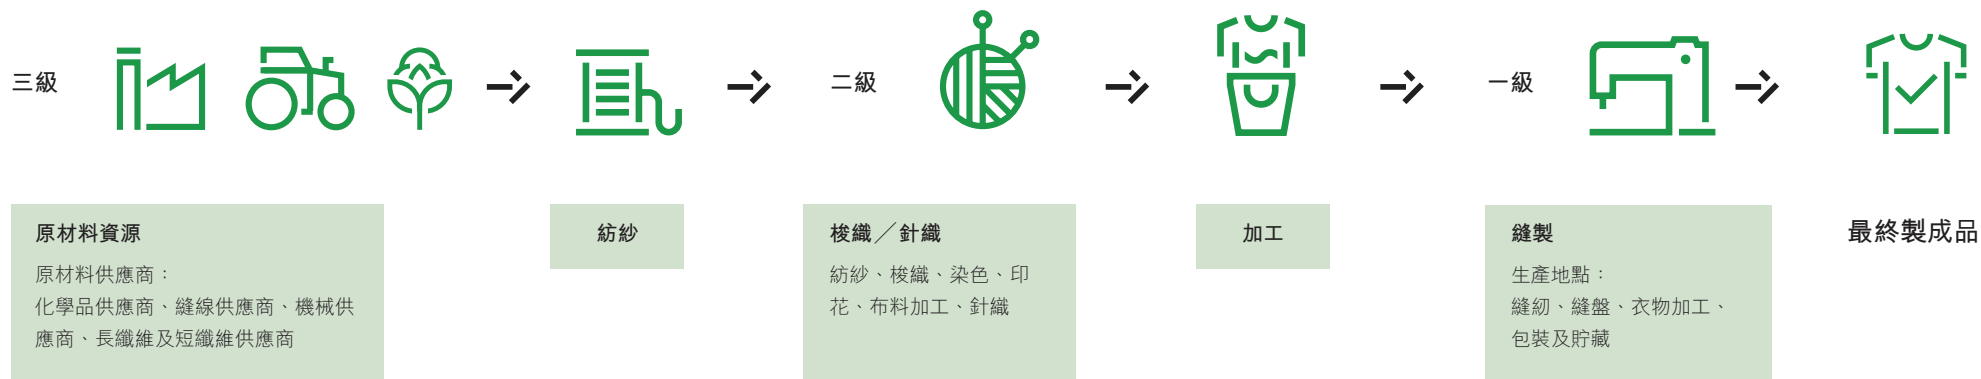 三級
二級
一級
原材料資源
原材料供應商：
化學品供應商、縫線供應商、機械供
應商、長纖維及短纖維供應商
紡紗
梭織／針織
紡紗、梭織、染色、印
花、布料加工、針織
加工
縫製
生產地點：
縫紉、縫盤、衣物加工、
包裝及貯藏
最終製成品